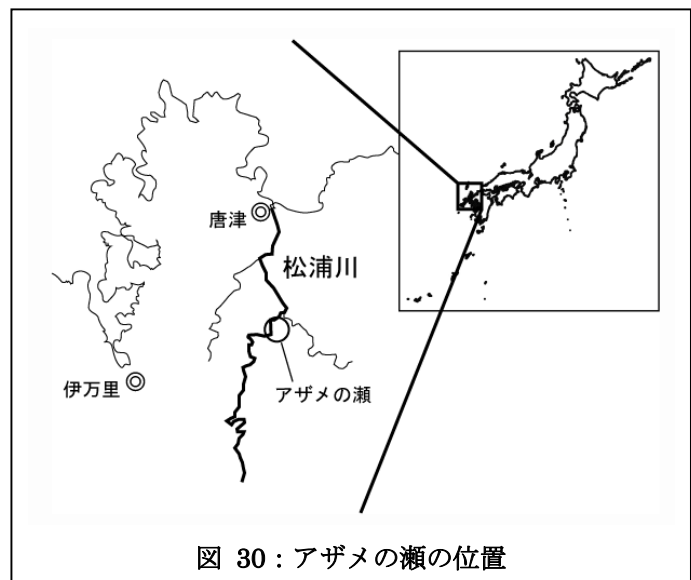 唐津
松浦川
伊万里
アザメの瀬
図 30：アザメの瀬の位置